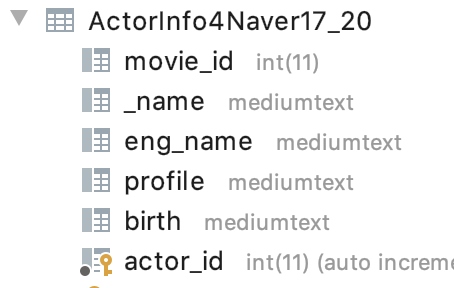 ActorInfo4Naver17_20
movie_id int(11)
_name mediumtext
eng_name mediumtext
profile mediumtext
birth mediumtext
actor_id int(11) (auto increme